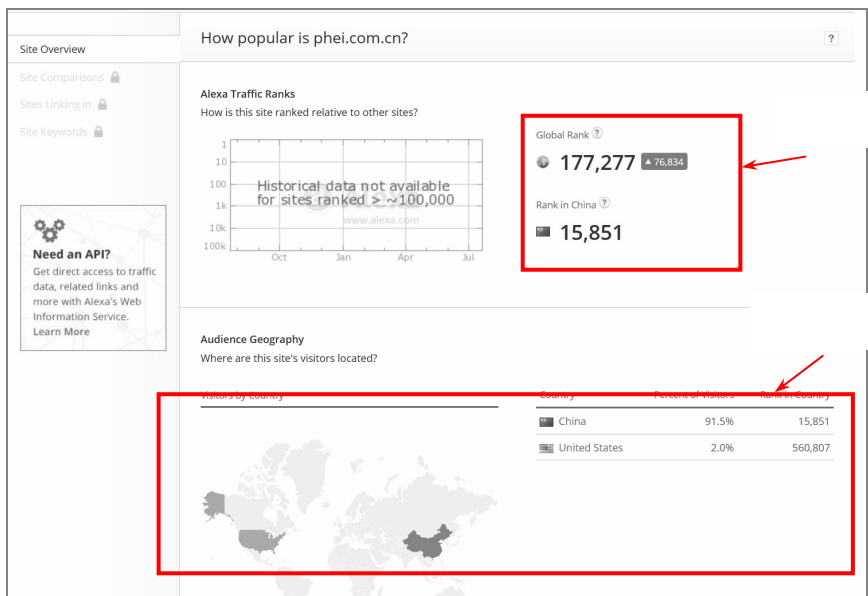 How popular is phei.com.cn?
?
Site Overview
Site Comparisons
Sites Linking in
Site Keywords
Need an API?
Get direct access to traffic
data, related links and
more with Alexa's Web
Information Service.
Learn More
Alexa Traffic Ranks
How is this site ranked relative to other sites?
1
10
100
1k
10k
100k
Historical data not available
for sites ranked > ~100,000
Alexa
www.alexa.com
Oct Jan Apr Jul
Global Rank ?
177,277 ▲ 76,834
Rank in China ?
15,851
Audience Geography
Where are this site's visitors located?
Visitors by Country
Country Percent of Visitors Rank in Country
China 91.5% 15,851
United States 2.0% 560,807